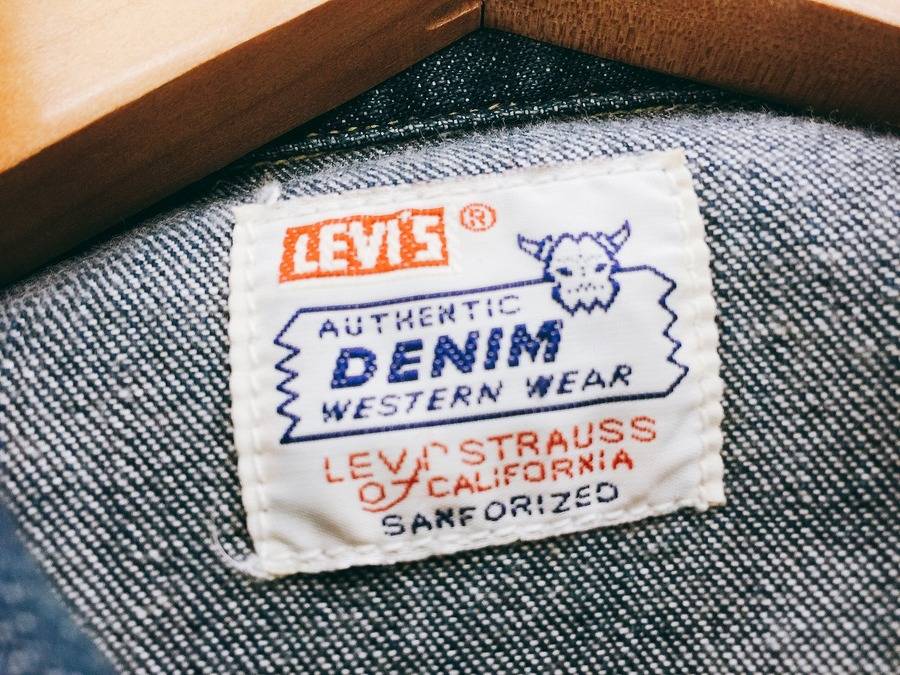 LEVI'S ®
AUTHENTIC
DENIM
WESTERN WEAR
LEVI STRAUSS
of CALIFORNIA
SANFORIZED